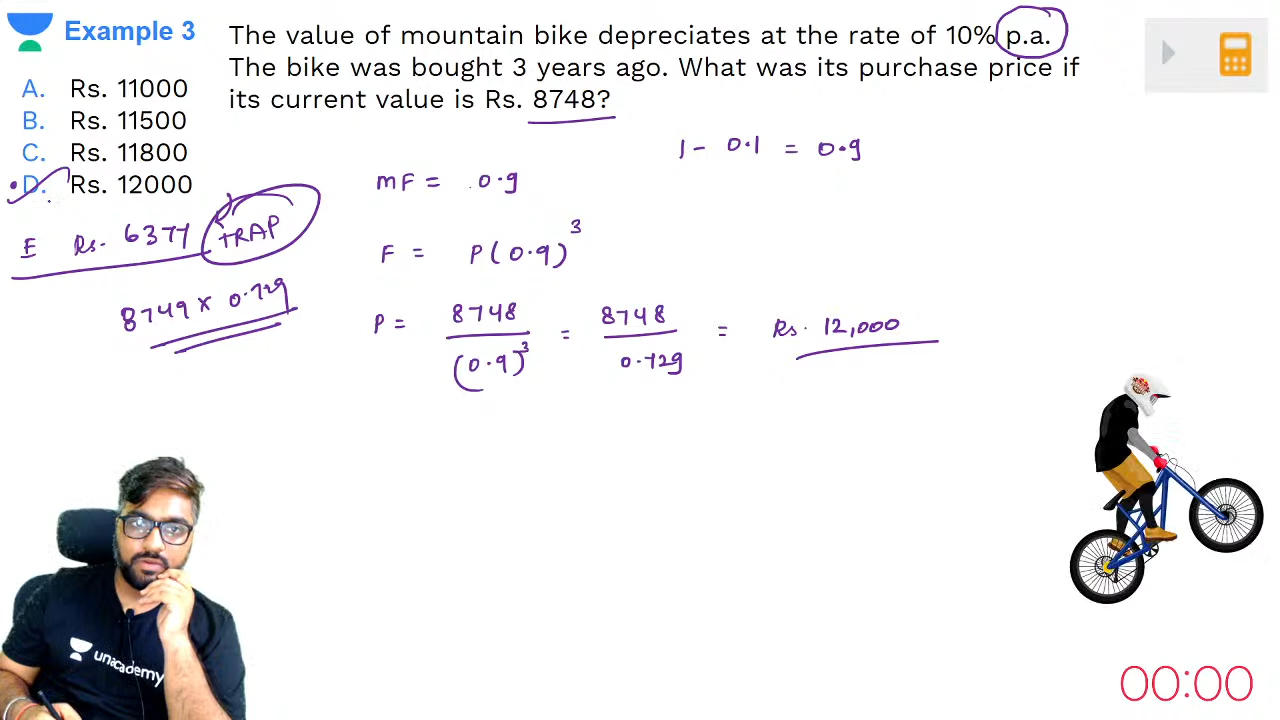 Example 3
The value of mountain bike depreciates at the rate of 10% p.a.
The bike was bought 3 years ago. What was its purchase price if
its current value is Rs. 8748?
A. Rs. 11000
B. Rs. 11500
C. Rs. 11800
D. Rs. 12000
E Rs. 6377 TRAP
8749 × 0.729
1 - 0.1 = 0.9
MF = 0.9
F = P(0.9)³
P = 8748/(0.9)³ = 8748/0.729 = Rs. 12,000
unacademy
00:00